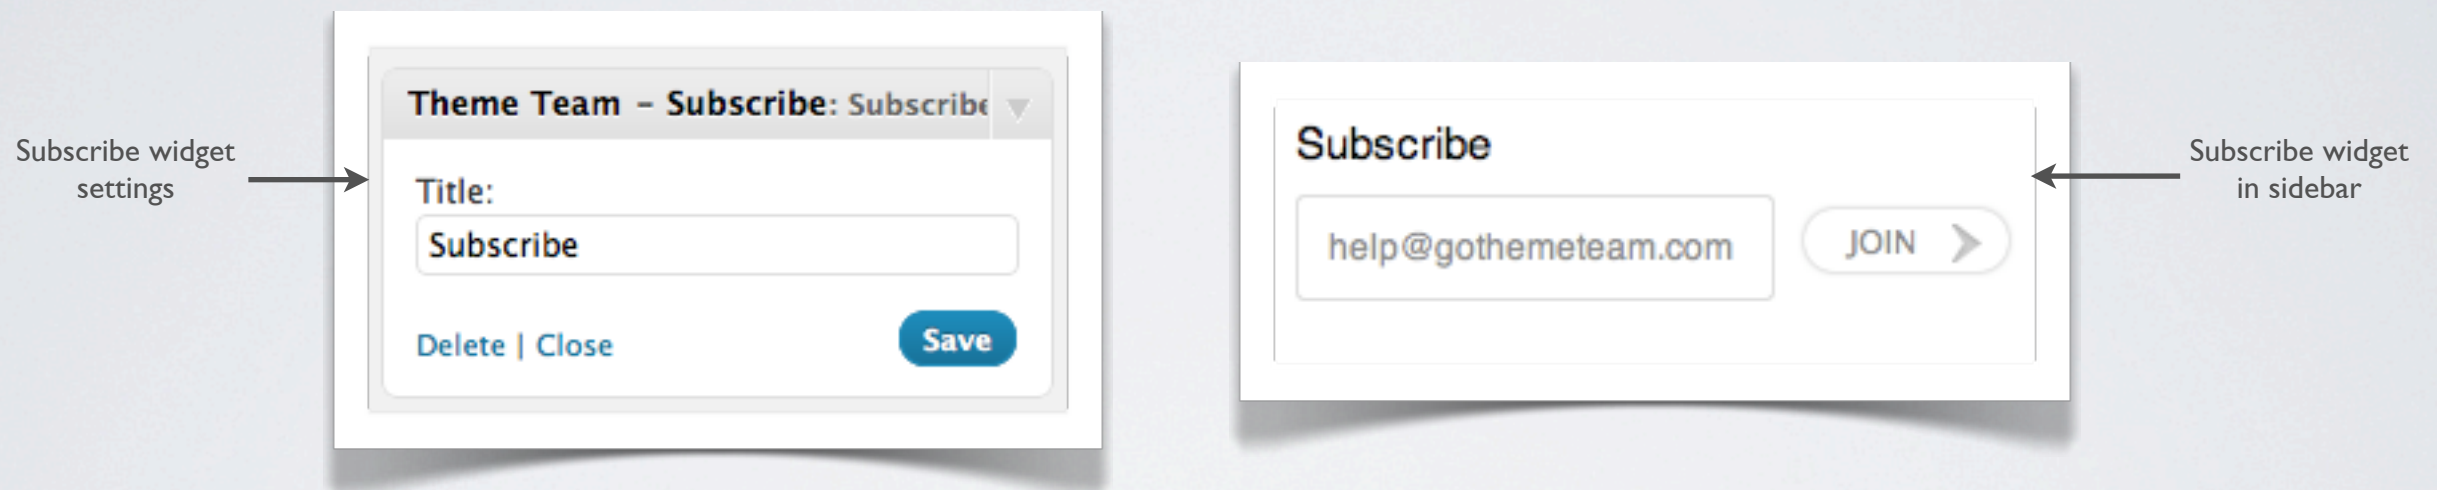 Subscribe widget
settings
Theme Team – Subscribe: Subscribe
Title:
Subscribe
Delete | Close
Save
Subscribe
help@gothemeteam.com
JOIN
Subscribe widget
in sidebar